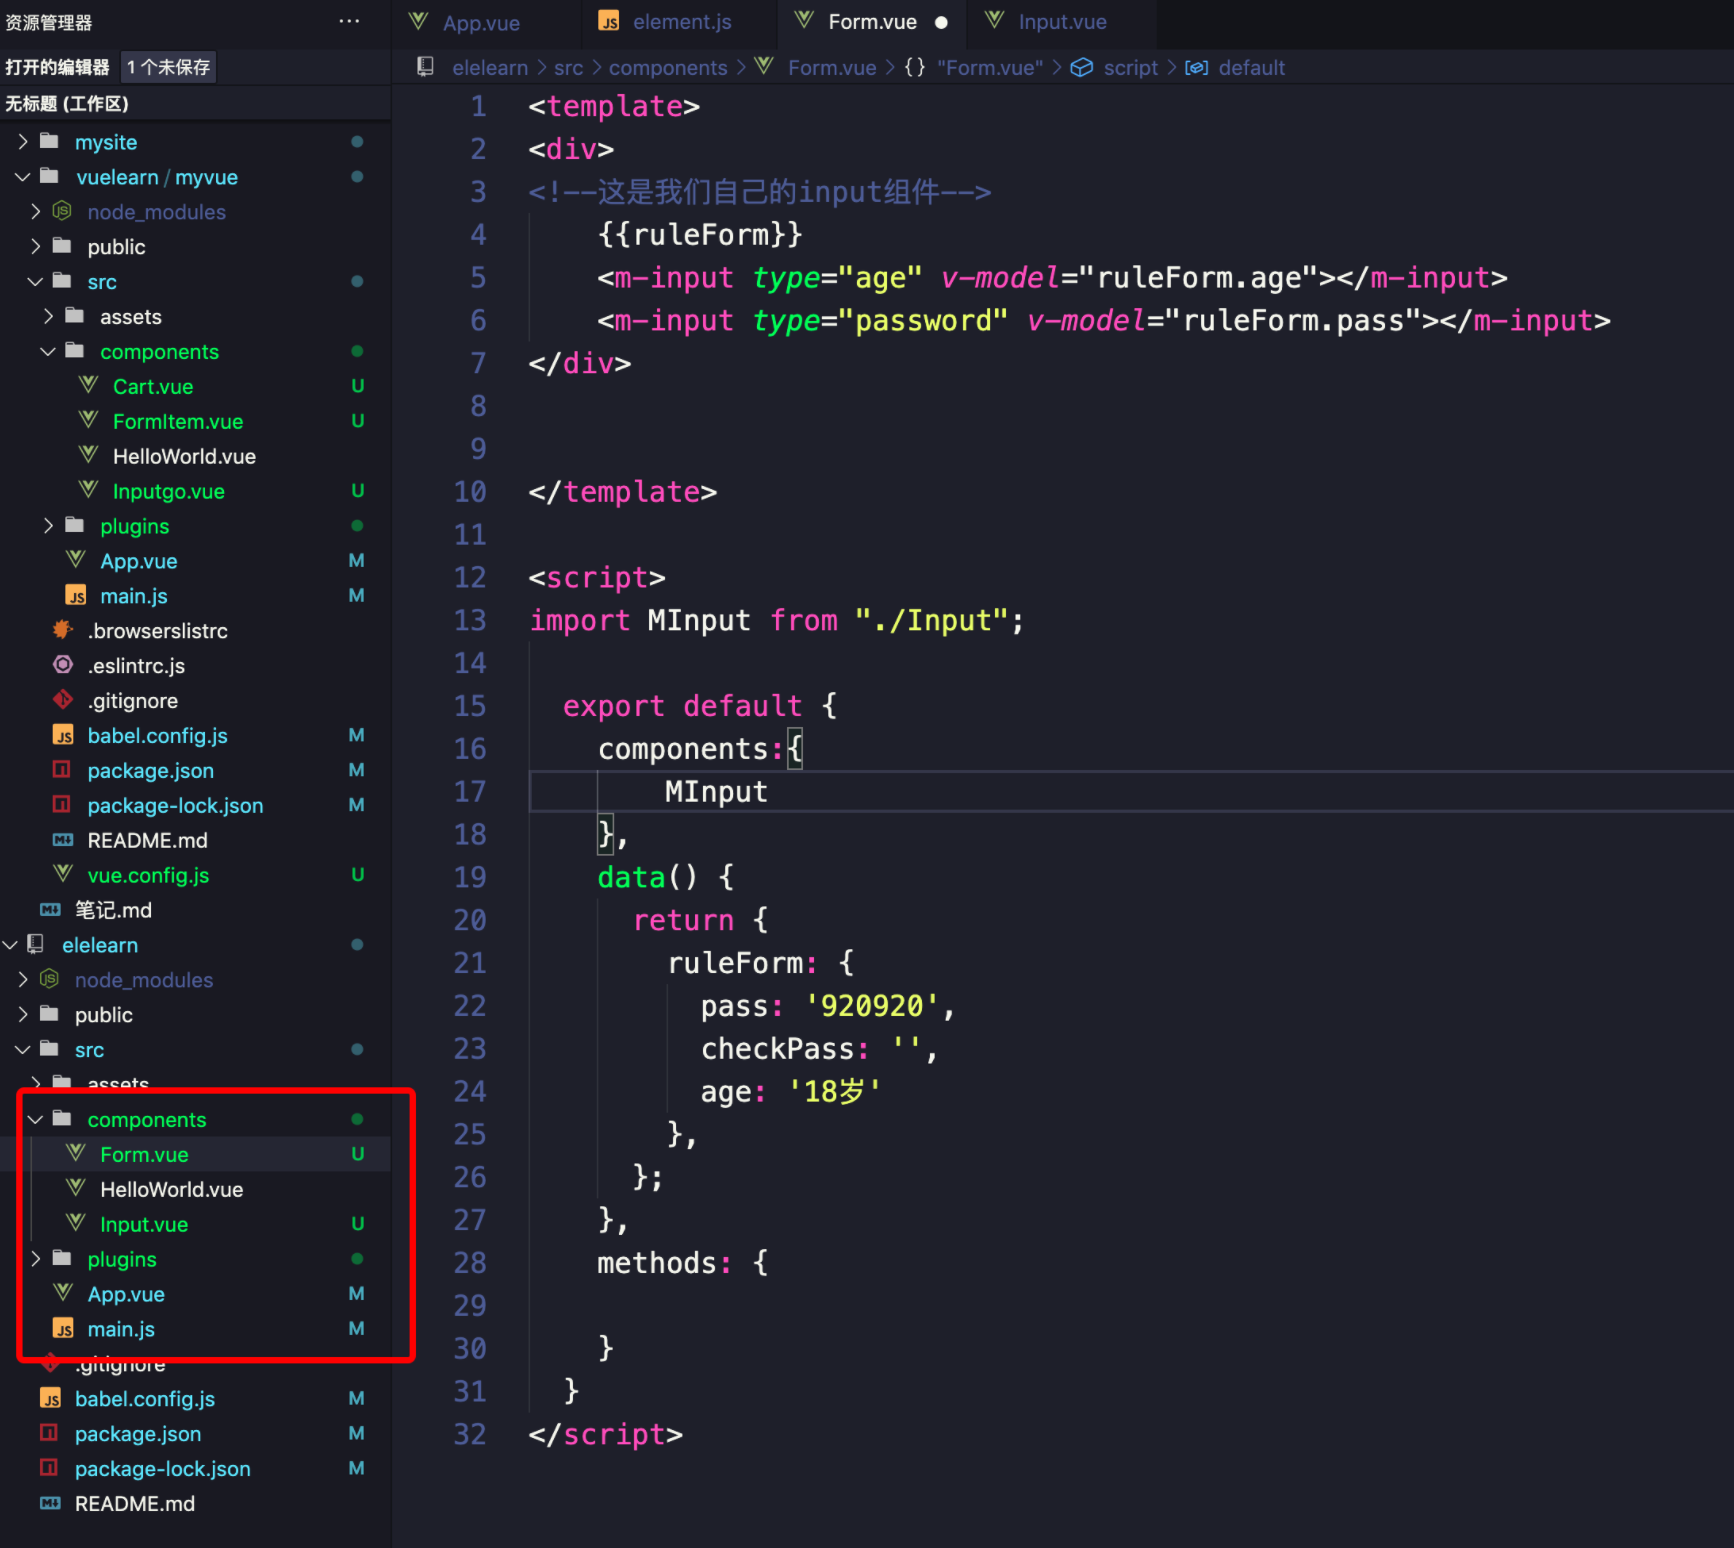 资源管理器 ···
打开的编辑器 1 个未保存
无标题 (工作区)
mysite
vuelearn / myvue
node_modules
public
src
assets
components
Cart.vue U
FormItem.vue U
HelloWorld.vue
Inputgo.vue U
plugins
App.vue M
main.js M
.browserslistrc
.eslintrc.js
.gitignore
babel.config.js M
package.json M
package-lock.json M
README.md
vue.config.js U
笔记.md
elelearn
node_modules
public
src
assets
components
Form.vue U
HelloWorld.vue
Input.vue U
plugins
App.vue M
main.js M
.gitignore
babel.config.js M
package.json M
package-lock.json M
README.md
App.vue JS element.js Form.vue ● Input.vue
elelearn > src > components > Form.vue > {} "Form.vue" > script > default
1 <template>
2 <div>
3 <!--这是我们自己的input组件-->
4 {{ruleForm}}
5 <m-input type="age" v-model="ruleForm.age"></m-input>
6 <m-input type="password" v-model="ruleForm.pass"></m-input>
7 </div>
8
9
10 </template>
11
12 <script>
13 import MInput from "./Input";
14
15 export default {
16 components:{
17 MInput
18 },
19 data() {
20 return {
21 ruleForm: {
22 pass: '920920',
23 checkPass: '',
24 age: '18岁'
25 },
26 };
27 },
28 methods: {
29
30 }
31 }
32 </script>